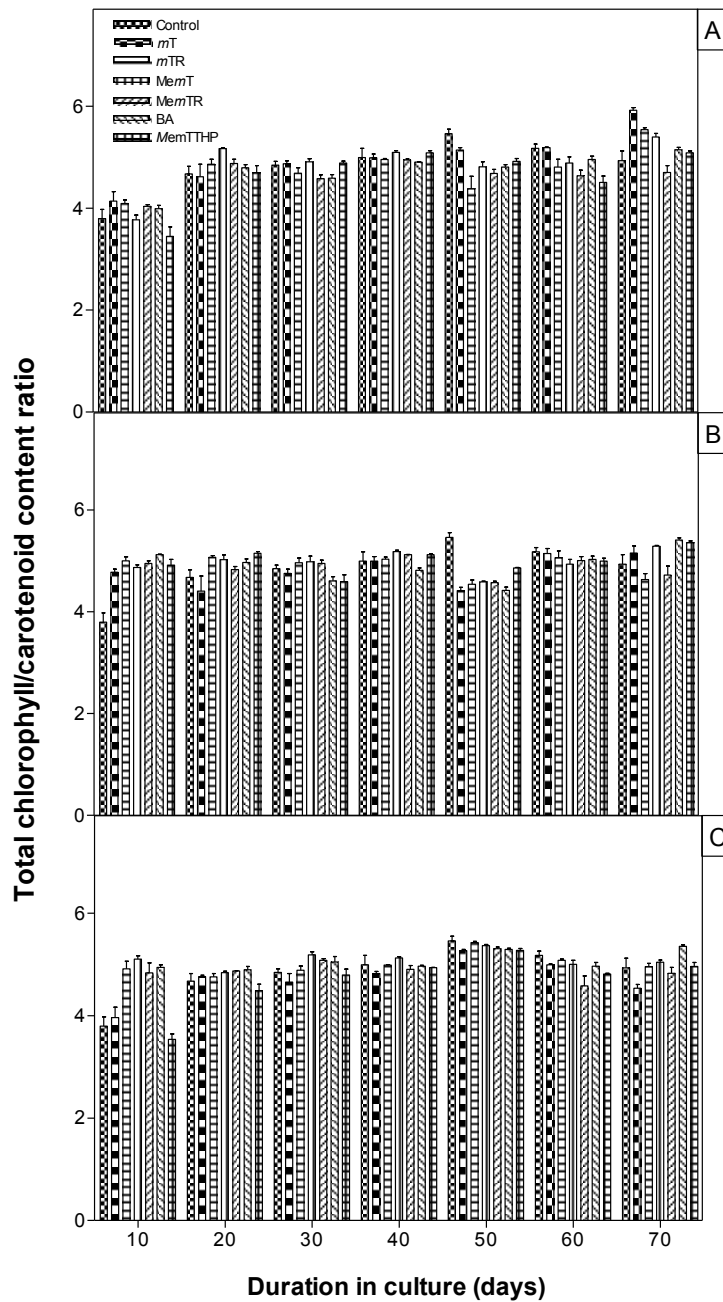 A
Control
mT
mTR
MemT
MemTR
BA
MemTTHP
6
4
2
0
B
6
4
2
0
C
6
4
2
0
10 20 30 40 50 60 70
Total chlorophyll/carotenoid content ratio
Duration in culture (days)